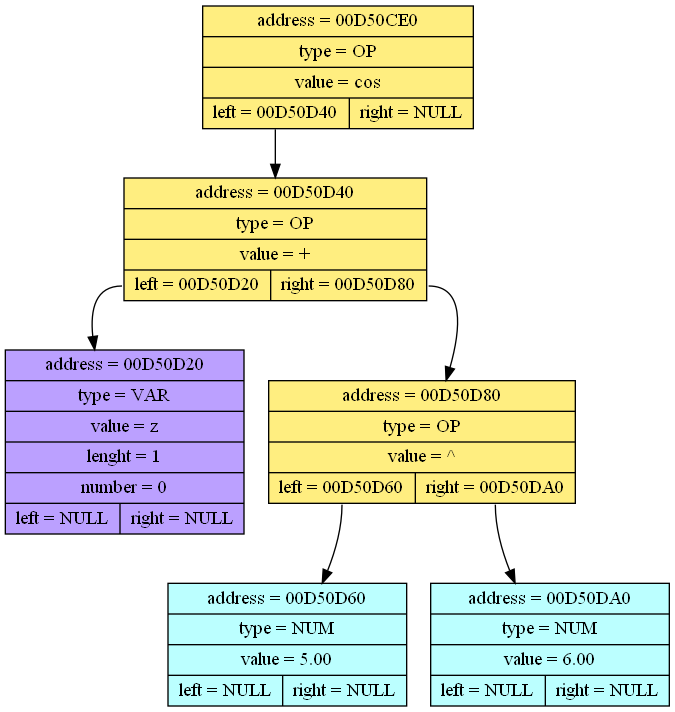 address = 00D50CE0
type = OP
value = cos
left = 00D50D40 right = NULL
address = 00D50D40
type = OP
value = +
left = 00D50D20 right = 00D50D80
address = 00D50D20
type = VAR
value = z
lenght = 1
number = 0
left = NULL right = NULL
address = 00D50D80
type = OP
value = ^
left = 00D50D60 right = 00D50DA0
address = 00D50D60
type = NUM
value = 5.00
left = NULL right = NULL
address = 00D50DA0
type = NUM
value = 6.00
left = NULL right = NULL